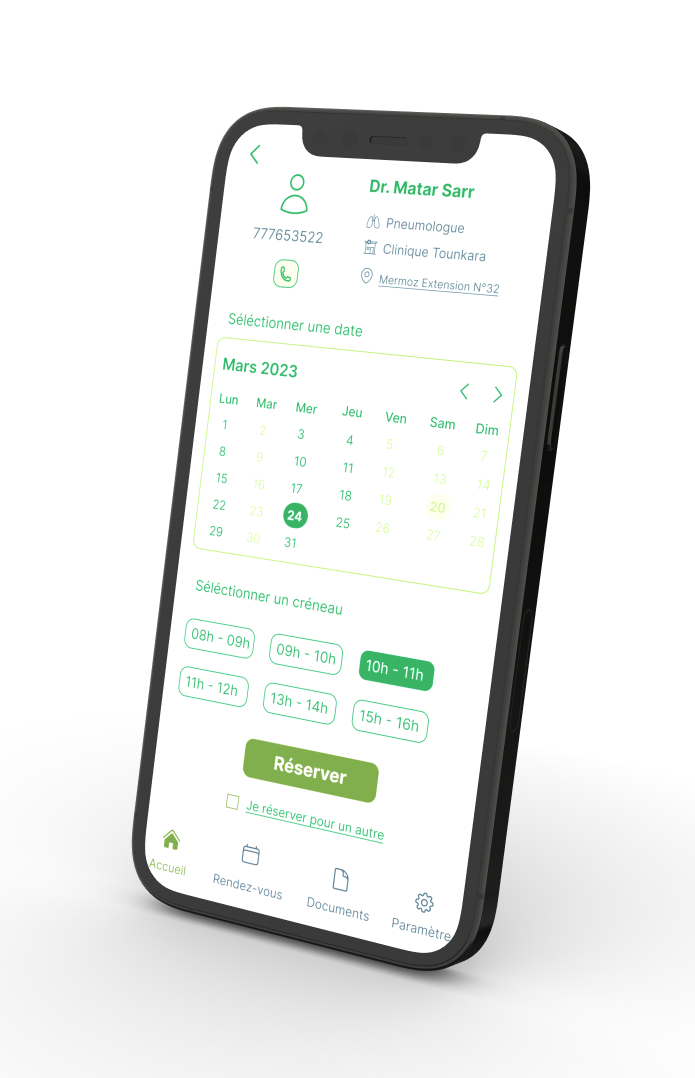 Dr. Matar Sarr
Pneumologue
777653522
Clinique Tounkara
Mermoz Extension N°32
Séléctionner une date
Mars 2023
Lun Mar Mer Jeu Ven Sam Dim
1 2 3 4 5 6 7
8 9 10 11 12 13 14
15 16 17 18 19 20 21
22 23 24 25 26 27 28
29 30 31
Séléctionner un créneau
08h - 09h 09h - 10h 10h - 11h
11h - 12h 13h - 14h 15h - 16h
Réserver
Je réserver pour un autre
Accueil Rendez-vous Documents Paramètre